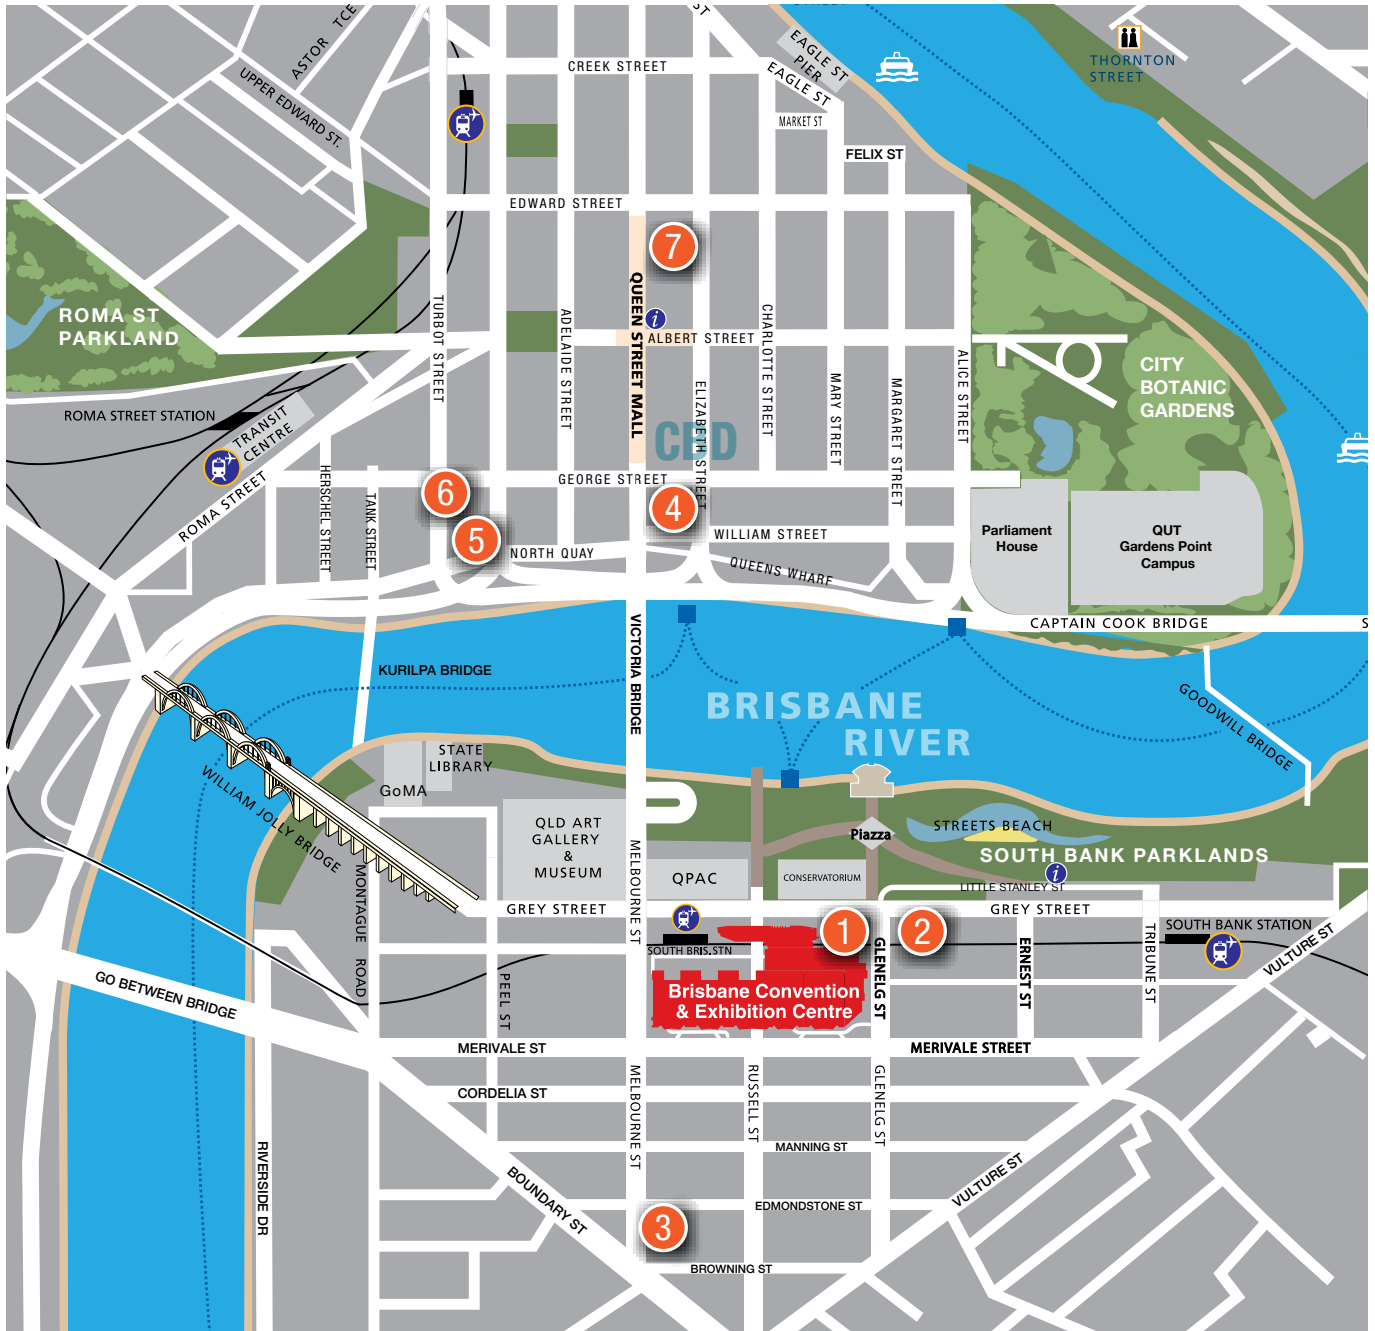 ASTOR TCE
UPPER EDWARD ST.
ST
CREEK STREET
EAGLE ST
PIER
EAGLE ST
MARKET ST
FELIX ST
THORNTON
STREET
EDWARD STREET
7
ROMA ST
PARKLAND
TURBOT STREET
ADELAIDE STREET
QUEEN STREET MALL
i
ALBERT STREET
ELIZABETH STREET
CHARLOTTE STREET
MARY STREET
MARGARET STREET
ALICE STREET
CITY
BOTANIC
GARDENS
ROMA STREET STATION
TRANSIT
CENTRE
CBD
ROMA STREET
HERSCHEL STREET
TANK STREET
6
GEORGE STREET
4
5
NORTH QUAY
WILLIAM STREET
QUEENS WHARF
Parliament
House
QUT
Gardens Point
Campus
CAPTAIN COOK BRIDGE
S
VICTORIA BRIDGE
KURILPA BRIDGE
BRISBANE
RIVER
GOODWILL BRIDGE
STATE
LIBRARY
GoMA
WILLIAM JOLLY BRIDGE
QLD ART
GALLERY
&
MUSEUM
MELBOURNE ST
Piazza
STREETS BEACH
SOUTH BANK PARKLANDS
i
QPAC
CONSERVATORIUM
LITTLE STANLEY ST
MONTAGUE ROAD
GREY STREET
GREY STREET
1
2
SOUTH BRIS.STN
GLENELG ST
ERNEST ST
TRIBUNE ST
SOUTH BANK STATION
VULTURE ST
GO BETWEEN BRIDGE
PEEL ST
Brisbane Convention
& Exhibition Centre
MERIVALE ST
MERIVALE STREET
CORDELIA ST
MELBOURNE ST
RUSSELL ST
GLENELG ST
MANNING ST
RIVERSIDE DR
BOUNDARY ST
VULTURE ST
EDMONDSTONE ST
3
BROWNING ST